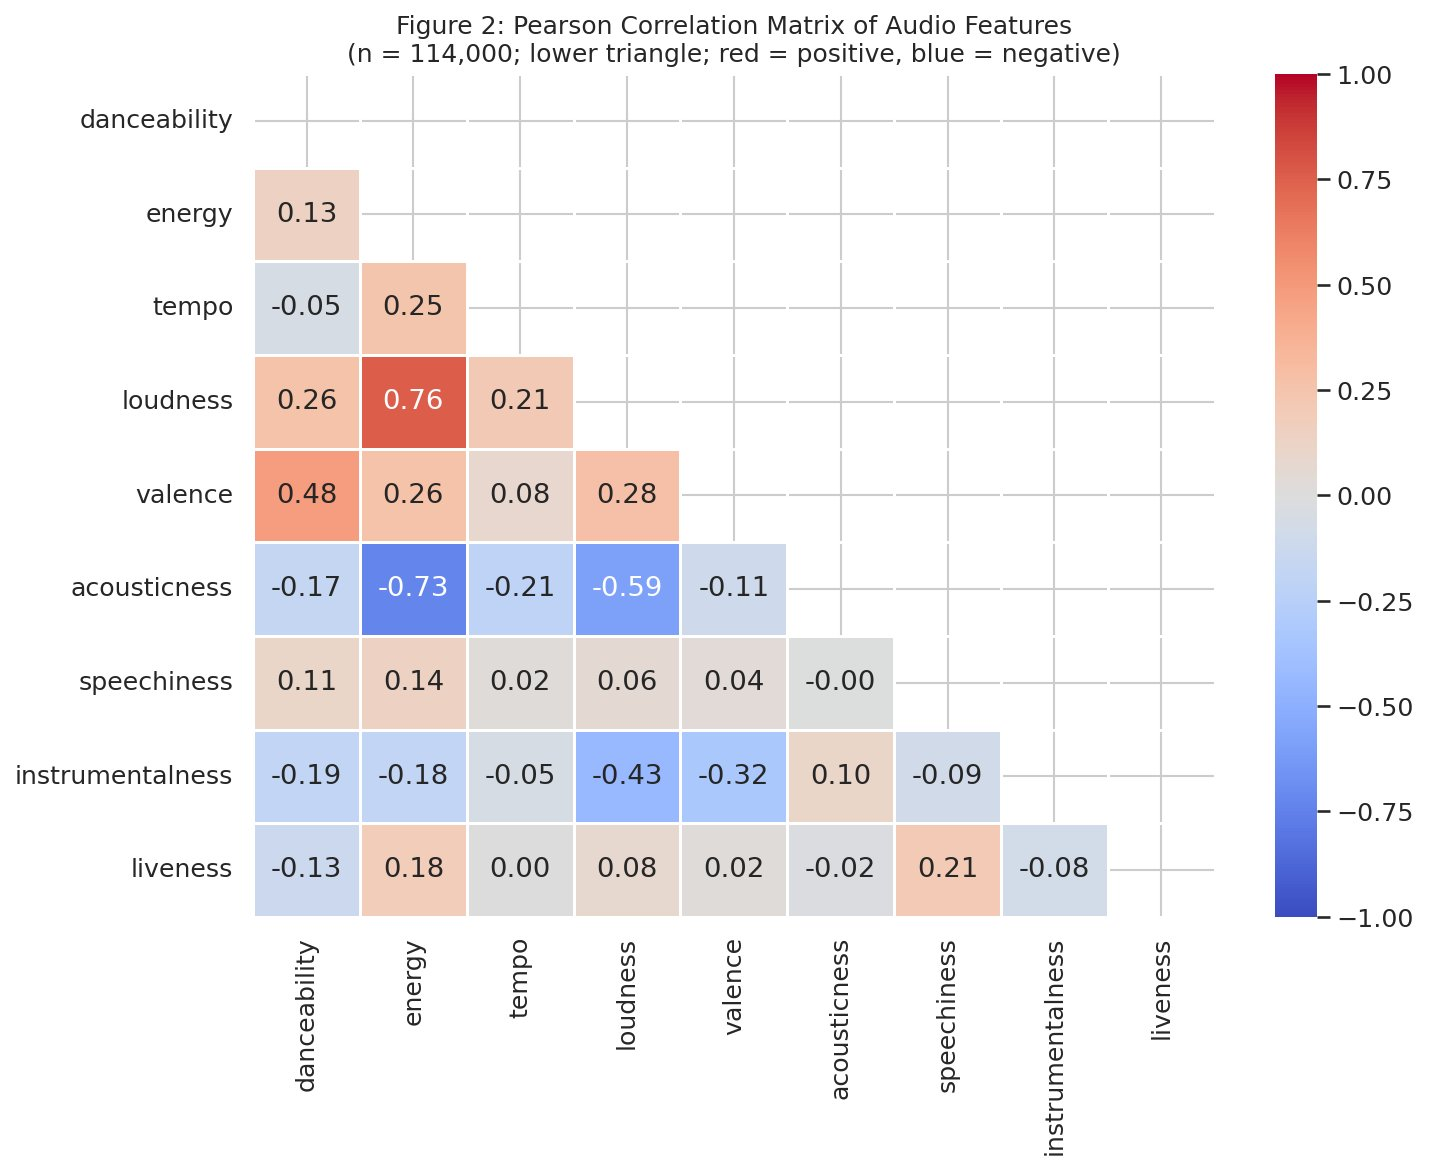 Figure 2: Pearson Correlation Matrix of Audio Features
(n = 114,000; lower triangle; red = positive, blue = negative)
danceability
energy 0.13
tempo -0.05 0.25
loudness 0.26 0.76 0.21
valence 0.48 0.26 0.08 0.28
acousticness -0.17 -0.73 -0.21 -0.59 -0.11
speechiness 0.11 0.14 0.02 0.06 0.04 -0.00
instrumentalness -0.19 -0.18 -0.05 -0.43 -0.32 0.10 -0.09
liveness -0.13 0.18 0.00 0.08 0.02 -0.02 0.21 -0.08
danceability
energy
tempo
loudness
valence
acousticness
speechiness
instrumentalness
liveness
1.00
0.75
0.50
0.25
0.00
−0.25
−0.50
−0.75
−1.00